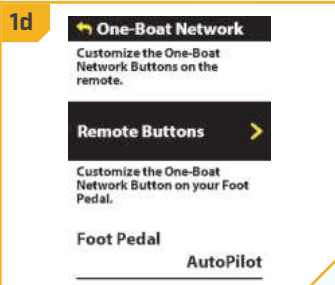 1d
One-Boat Network
Customize the One-Boat
Network Buttons on the
remote.
Remote Buttons
Customize the One-Boat
Network Button on your Foot
Pedal.
Foot Pedal
AutoPilot